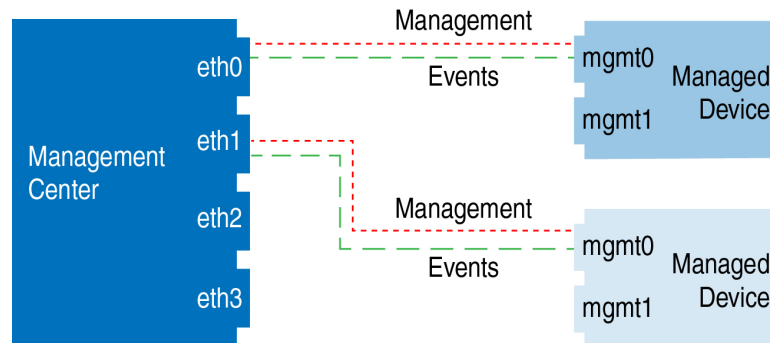 Management
eth0
mgmt0
Managed
Device
Events
mgmt1
eth1
Management
Center
Management
eth2
mgmt0
Managed
Device
Events
eth3
mgmt1